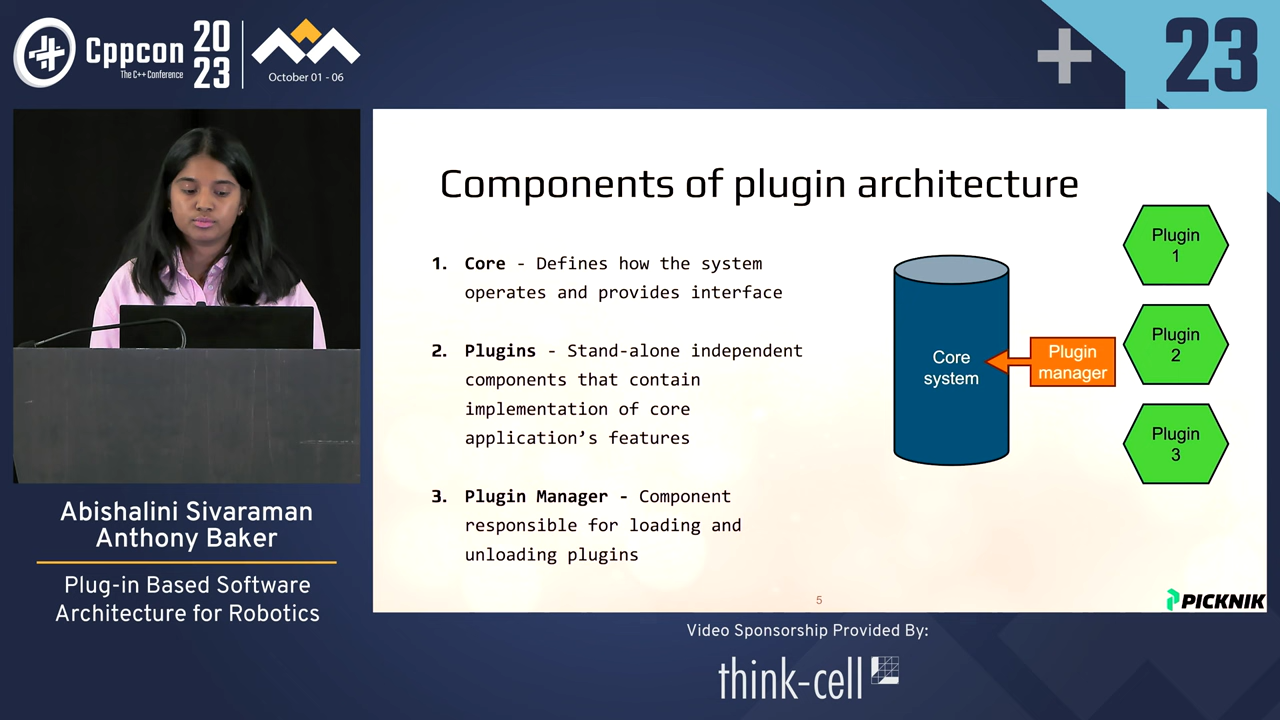 Cppcon
The C++ Conference
20
23
October 01 - 06
23
Components of plugin architecture
1. Core - Defines how the system
operates and provides interface
2. Plugins - Stand-alone independent
components that contain
implementation of core
application's features
3. Plugin Manager - Component
responsible for loading and
unloading plugins
Core
system
Plugin
manager
Plugin
1
Plugin
2
Plugin
3
5
PICKNIK
Abishalini Sivaraman
Anthony Baker
Plug-in Based Software
Architecture for Robotics
Video Sponsorship Provided By:
think-cell